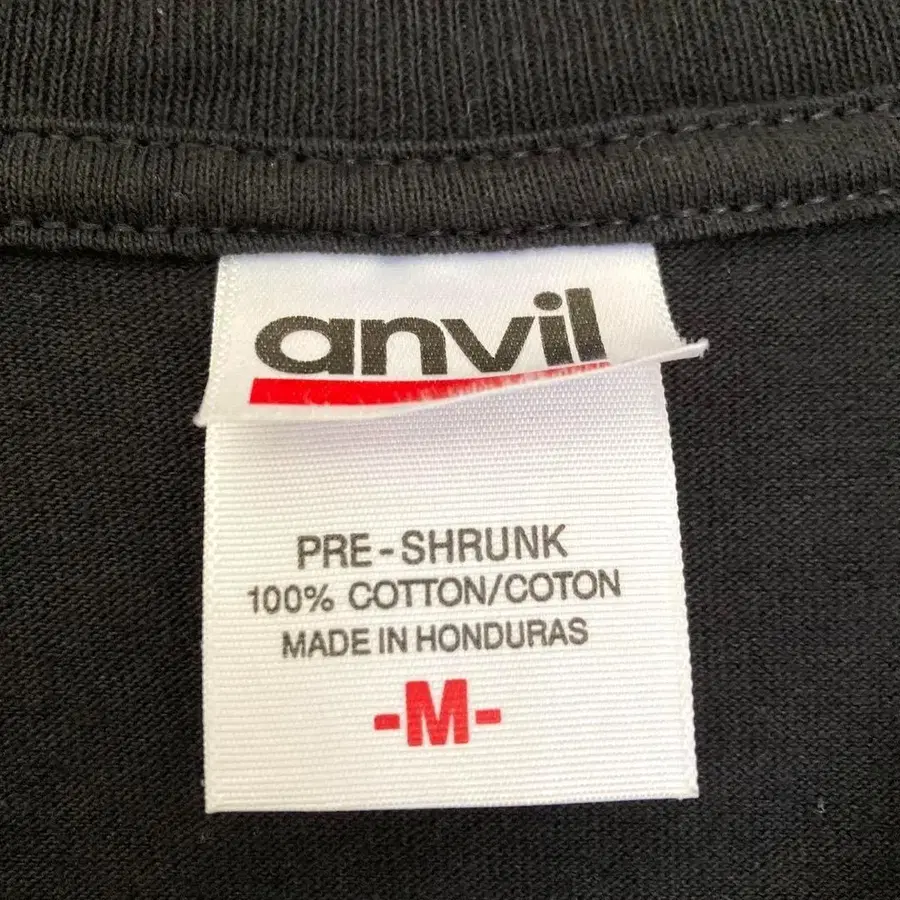 anvil
PRE-SHRUNK
100% COTTON/COTON
MADE IN HONDURAS
-M-